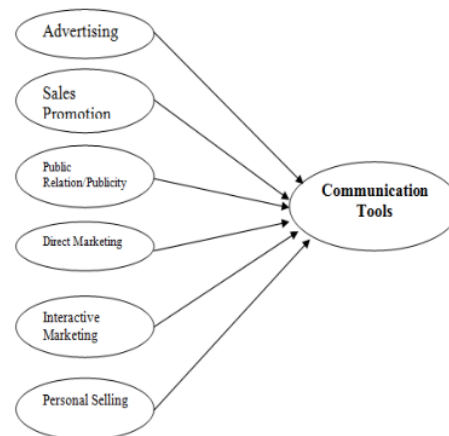 Advertising
Sales
Promotion
Public
Relation/Publicity
Direct Marketing
Interactive
Marketing
Personal Selling
Communication
Tools